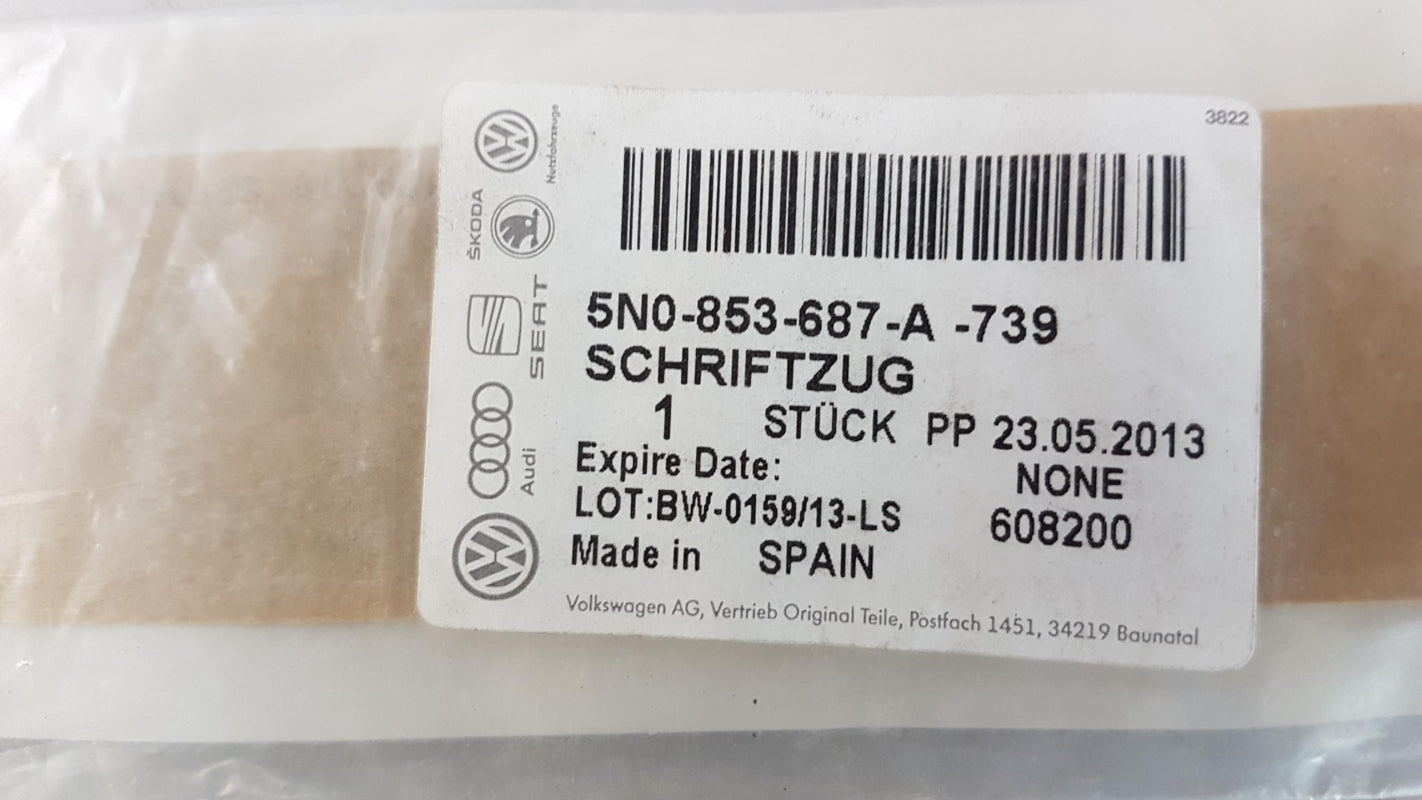 3822
Nutzfahrzeuge
ŠKODA
SEAT
Audi
5N0-853-687-A -739
SCHRIFTZUG
1 STÜCK PP 23.05.2013
Expire Date: NONE
LOT:BW-0159/13-LS 608200
Made in SPAIN
Volkswagen AG, Vertrieb Original Teile, Postfach 1451, 34219 Baunatal